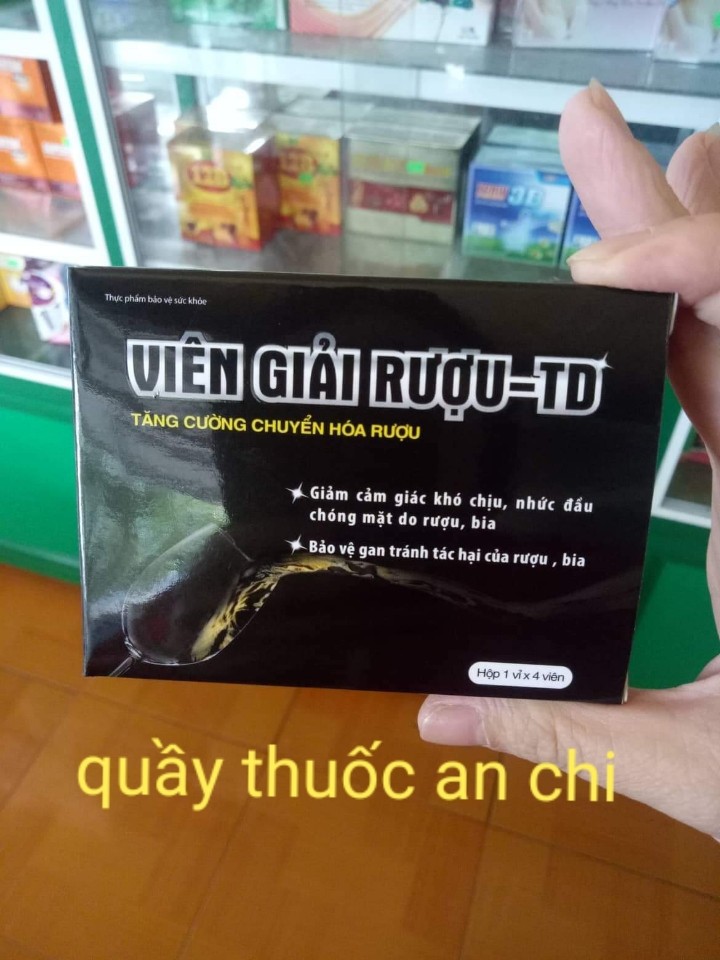 Thực phẩm bảo vệ sức khỏe
VIÊN GIẢI RƯỢU-TD
TĂNG CƯỜNG CHUYỂN HÓA RƯỢU
Giảm cảm giác khó chịu, nhức đầu
chóng mặt do rượu, bia
Bảo vệ gan tránh tác hại của rượu , bia
Hộp 1 vỉ x 4 viên
quầy thuốc an chi